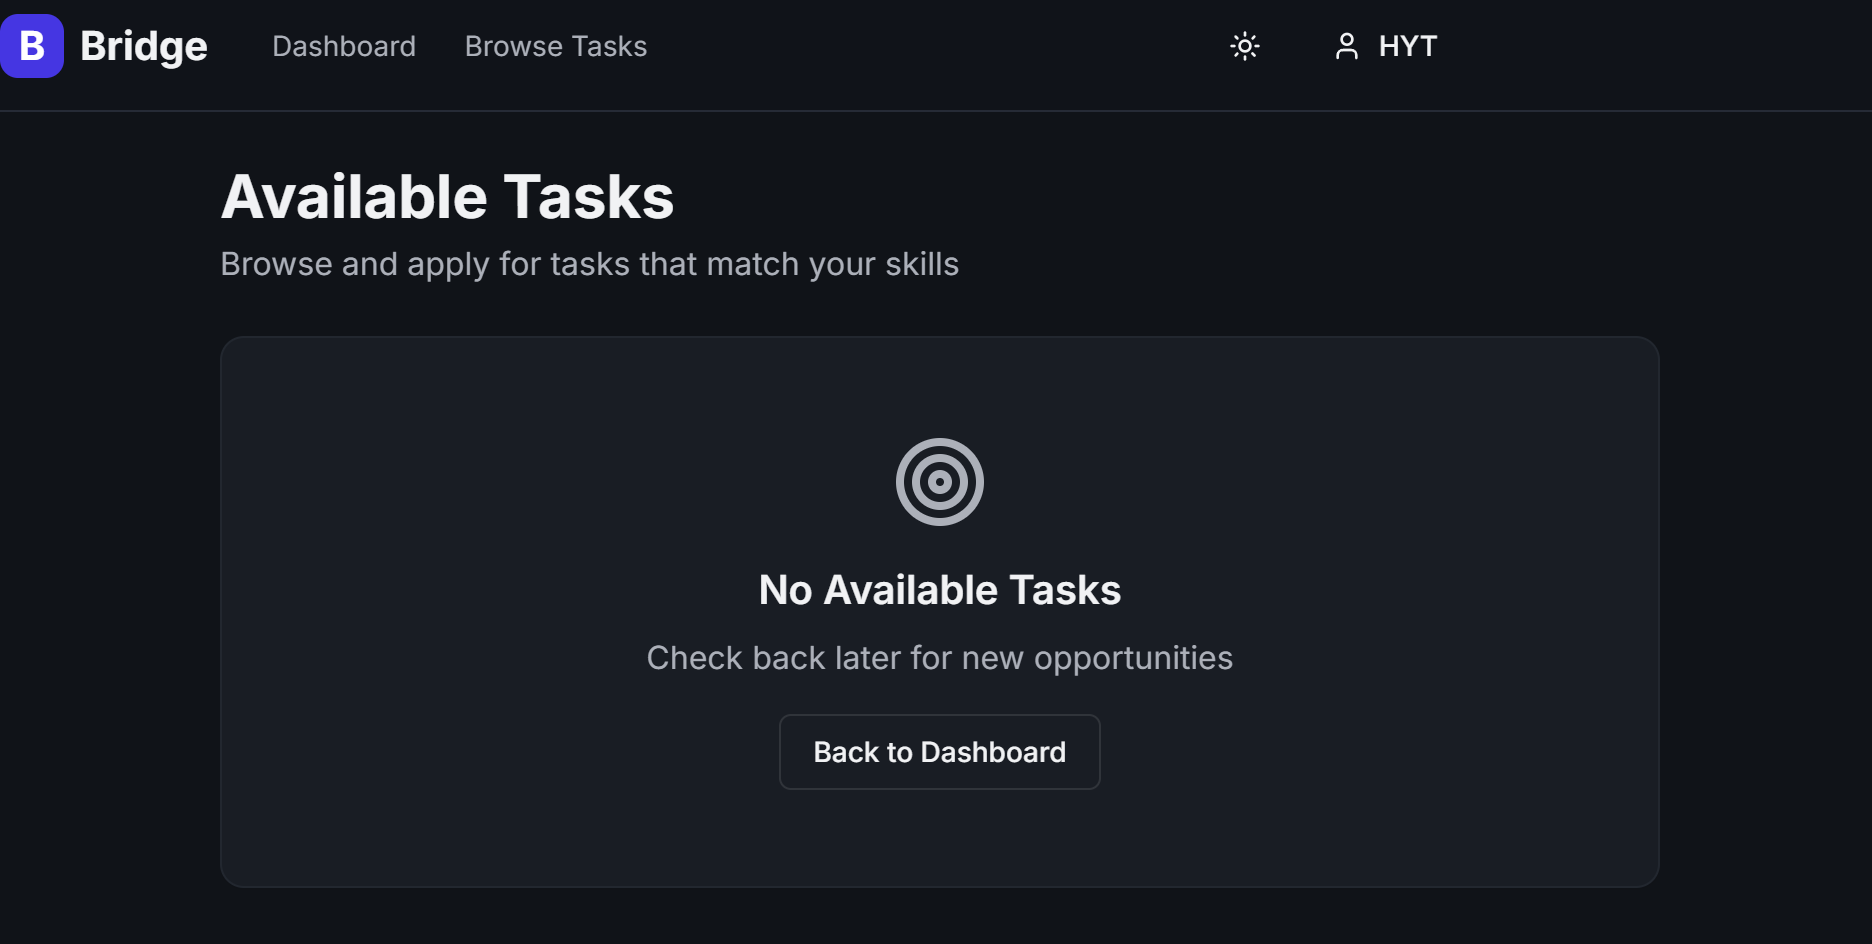 B Bridge Dashboard Browse Tasks HYT
Available Tasks
Browse and apply for tasks that match your skills
No Available Tasks
Check back later for new opportunities
Back to Dashboard